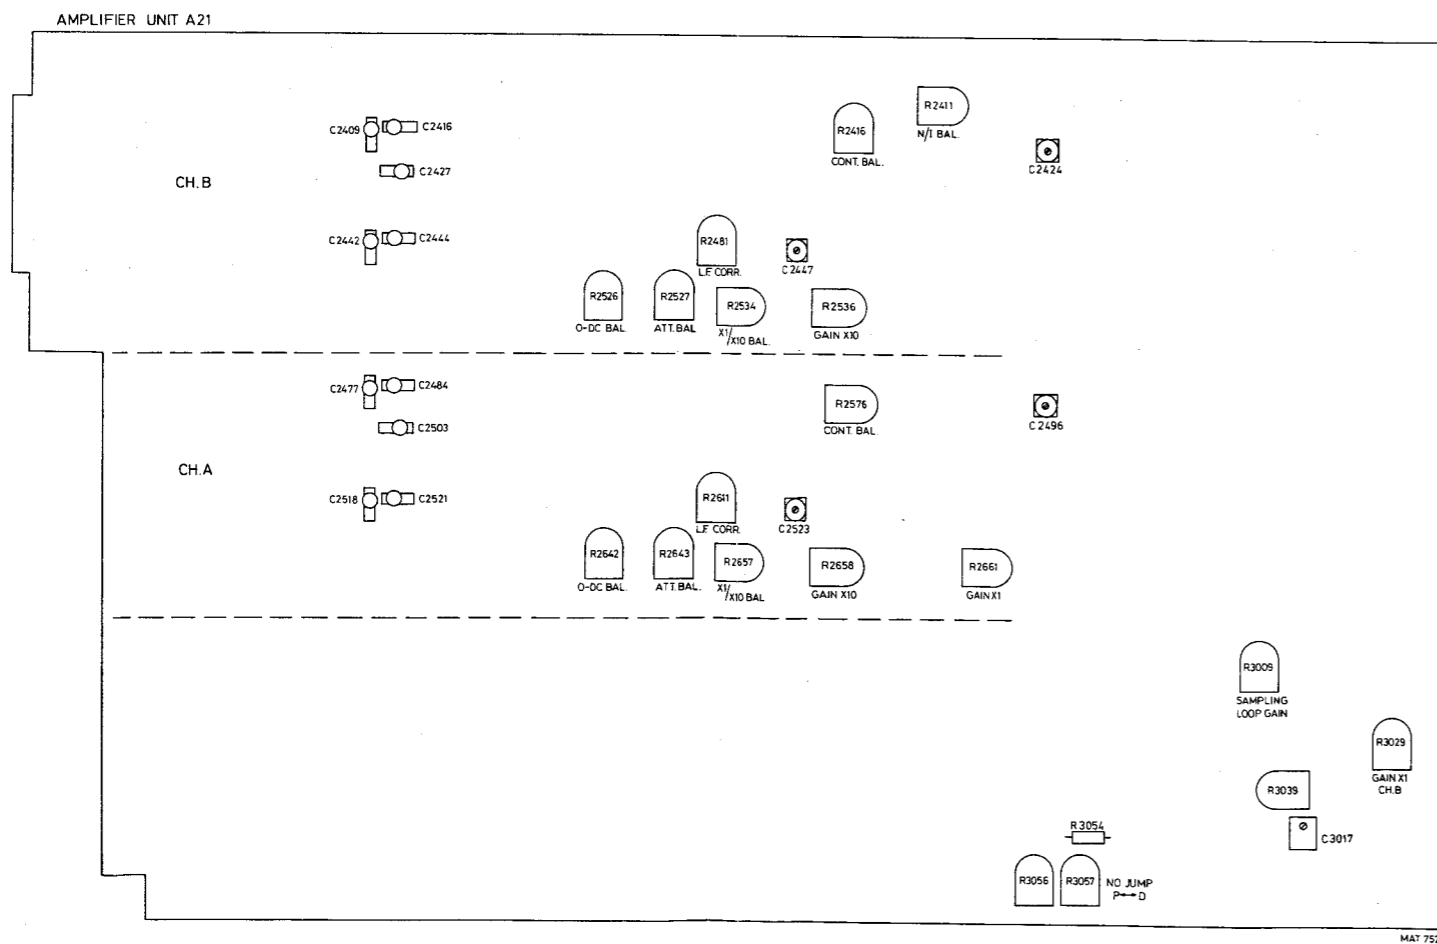 AMPLIFIER UNIT A21
R2411
N/I BAL.
R2416
CONT. BAL.
C2409
C2416
C2424
C2427
CH.B
C2442
C2444
R2481
L.F. CORR.
C2447
R2526
O-DC BAL.
R2527
ATT. BAL
R2534
X1/X10 BAL.
R2536
GAIN X10
C2477
C2484
R2576
CONT. BAL.
C2496
C2503
CH.A
C2518
C2521
R2611
L.F. CORR.
C2523
R2642
O-DC BAL.
R2643
ATT. BAL.
R2657
X1/X10 BAL
R2658
GAIN X10
R2661
GAIN X1
R3009
SAMPLING
LOOP GAIN
R3029
GAIN X1
CH.B
R3039
C3017
R3054
R3056
R3057
NO JUMP
P↔D
MAT 752